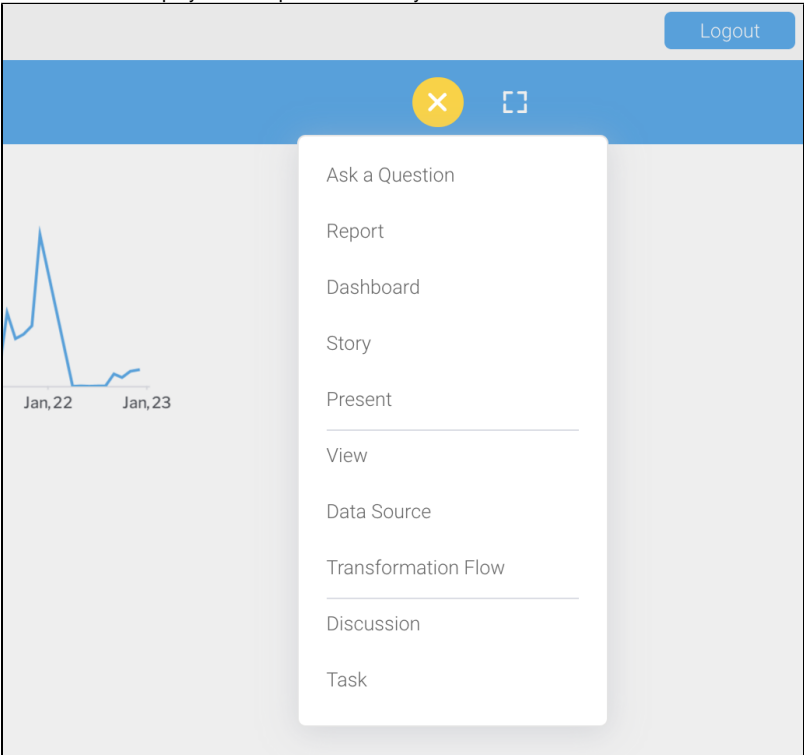 Logout
Ask a Question
Report
Dashboard
Story
Present
View
Data Source
Transformation Flow
Discussion
Task
Jan,22
Jan,23